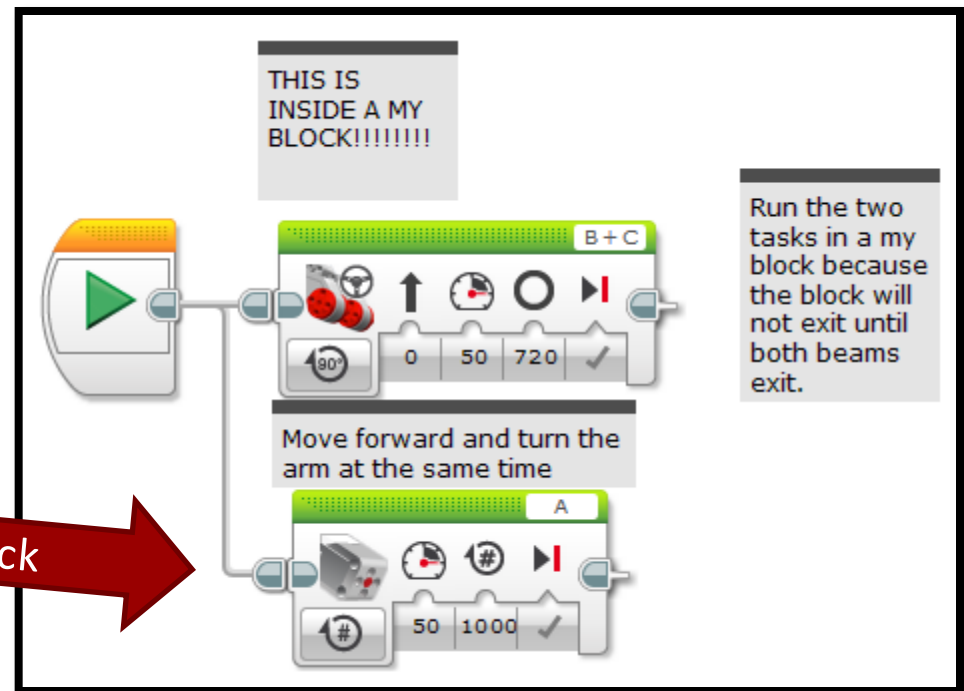 THIS IS
INSIDE A MY
BLOCK!!!!!!!!
Run the two
tasks in a my
block because
the block will
not exit until
both beams
exit.
B + C
90°
0
50
720
Move forward and turn the
arm at the same time
A
#
ck
#
50
1000